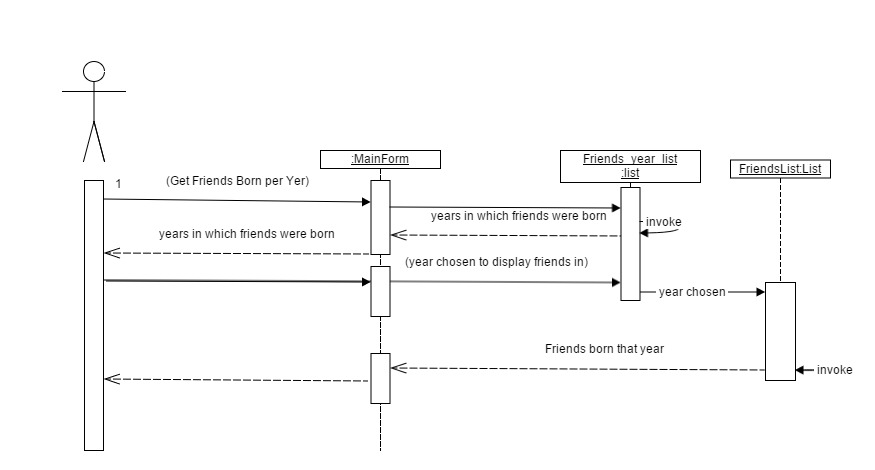 :MainForm
Friends_year_list
:list
FriendsList:List
1
(Get Friends Born per Yer)
years in which friends were born
invoke
years in which friends were born
(year chosen to display friends in)
year chosen
Friends born that year
invoke